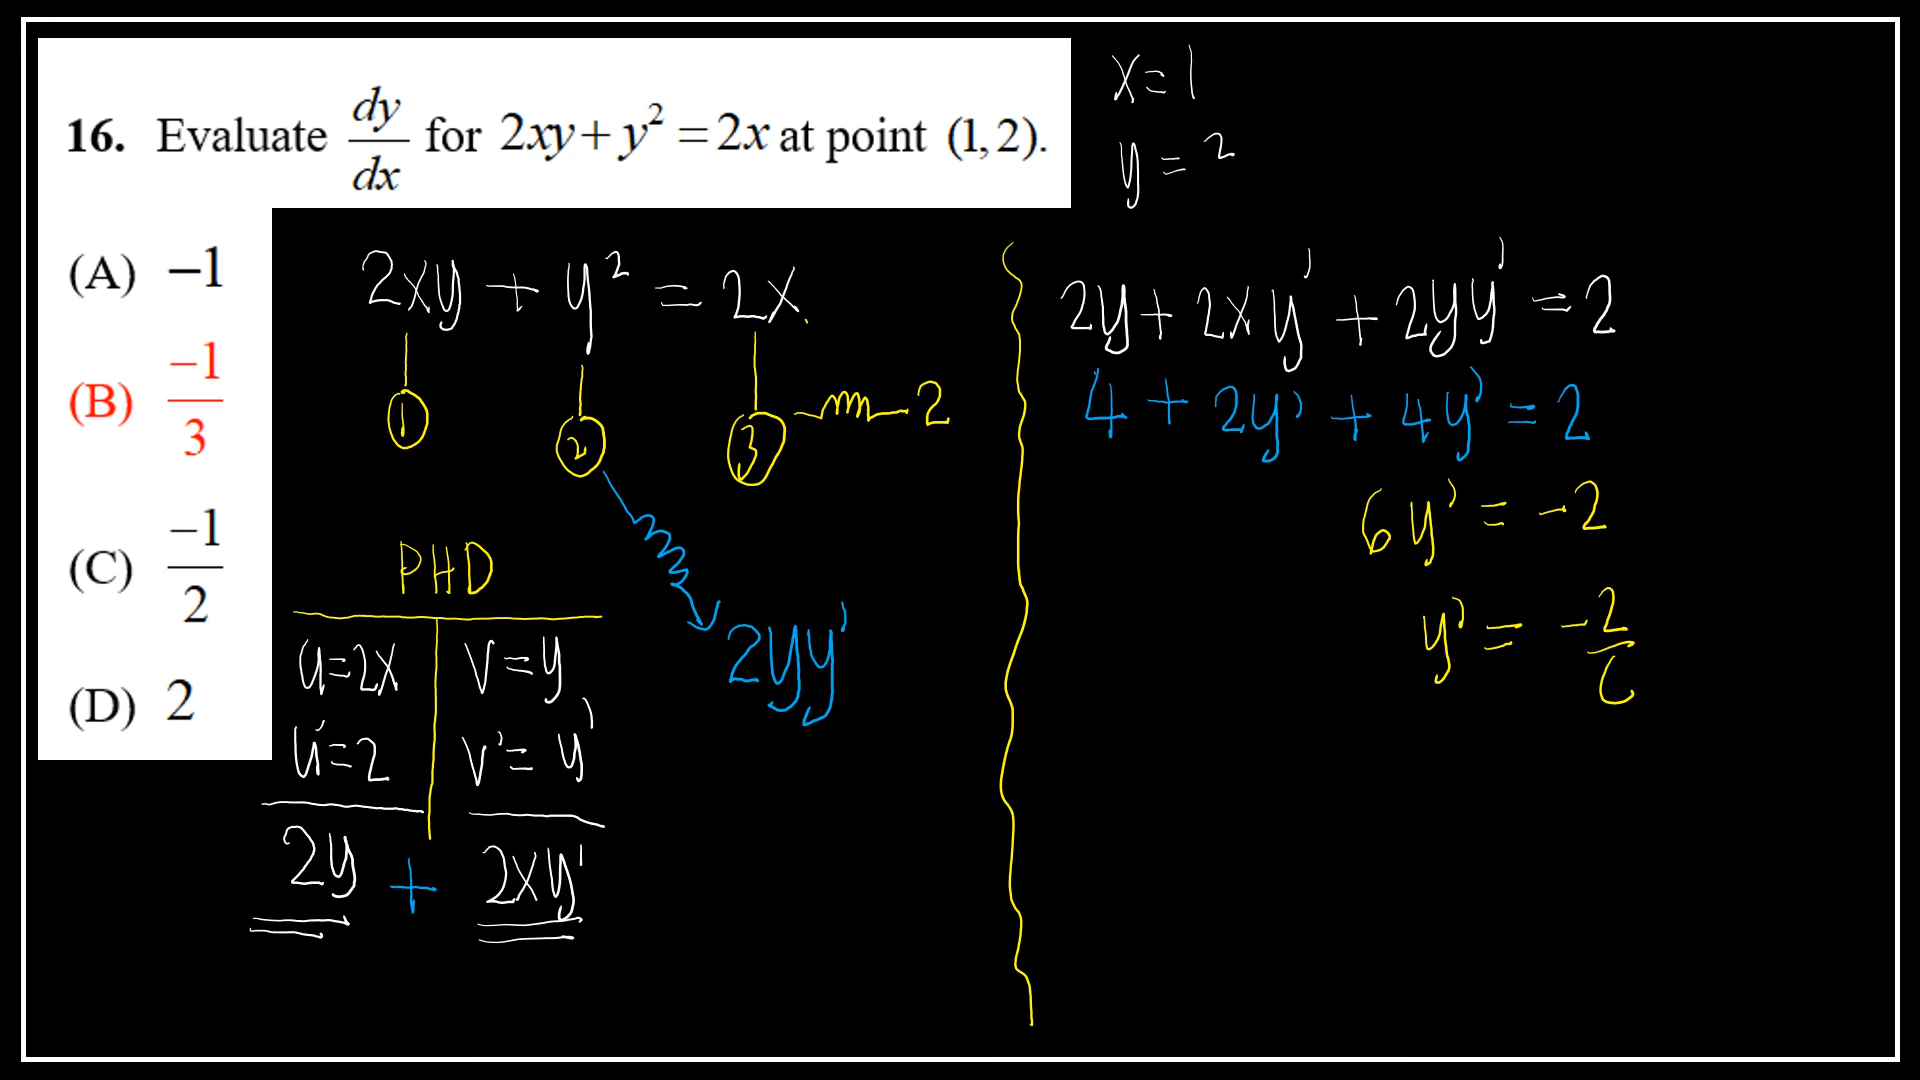 16. Evaluate dy/dx for 2xy + y² = 2x at point (1, 2).
(A) −1
(B) −1/3
(C) −1/2
(D) 2
x = 1
y = 2
2xy + y² = 2x
1
2
3
2
2yy'
PHD
u = 2x
v = y
u' = 2
v' = y'
2y + 2xy'
2y + 2xy' + 2yy' = 2
4 + 2y' + 4y' = 2
6y' = -2
y' = -2/6